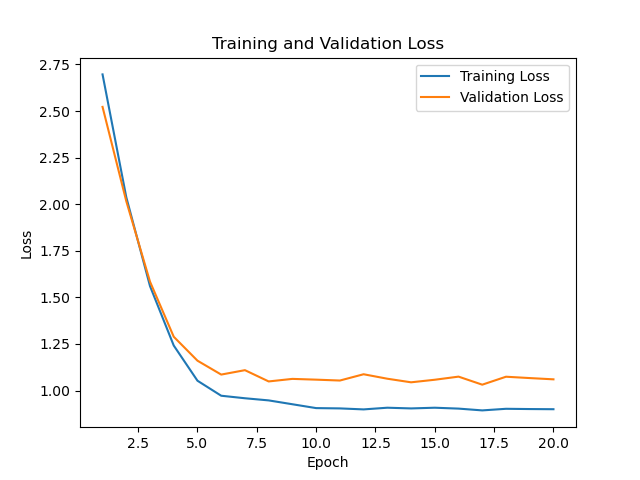 Training and Validation Loss
Training Loss
Validation Loss
2.75
2.50
2.25
2.00
1.75
1.50
1.25
1.00
Loss
2.5 5.0 7.5 10.0 12.5 15.0 17.5 20.0
Epoch